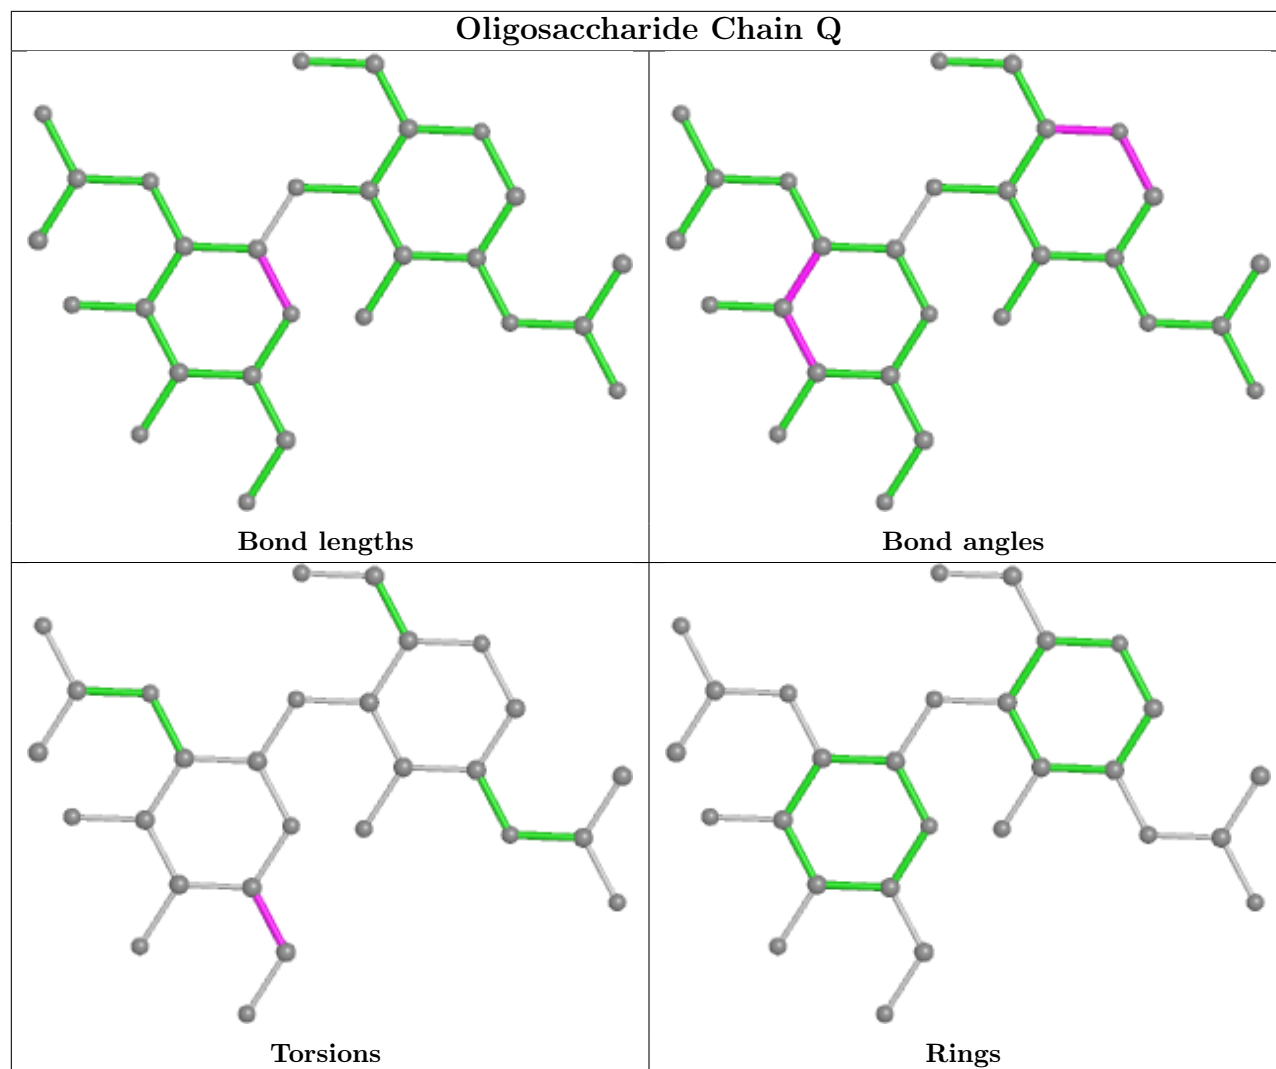 Oligosaccharide Chain Q
Bond lengths
Bond angles
Torsions
Rings